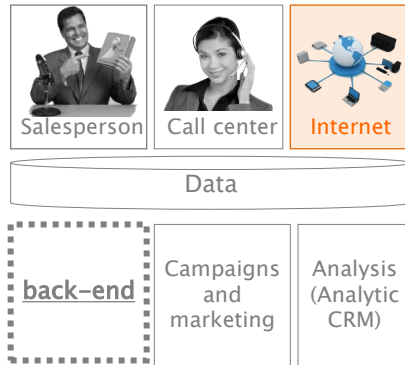 Salesperson
Call center
Internet
Data
back-end
Campaigns
and
marketing
Analysis
(Analytic
CRM)